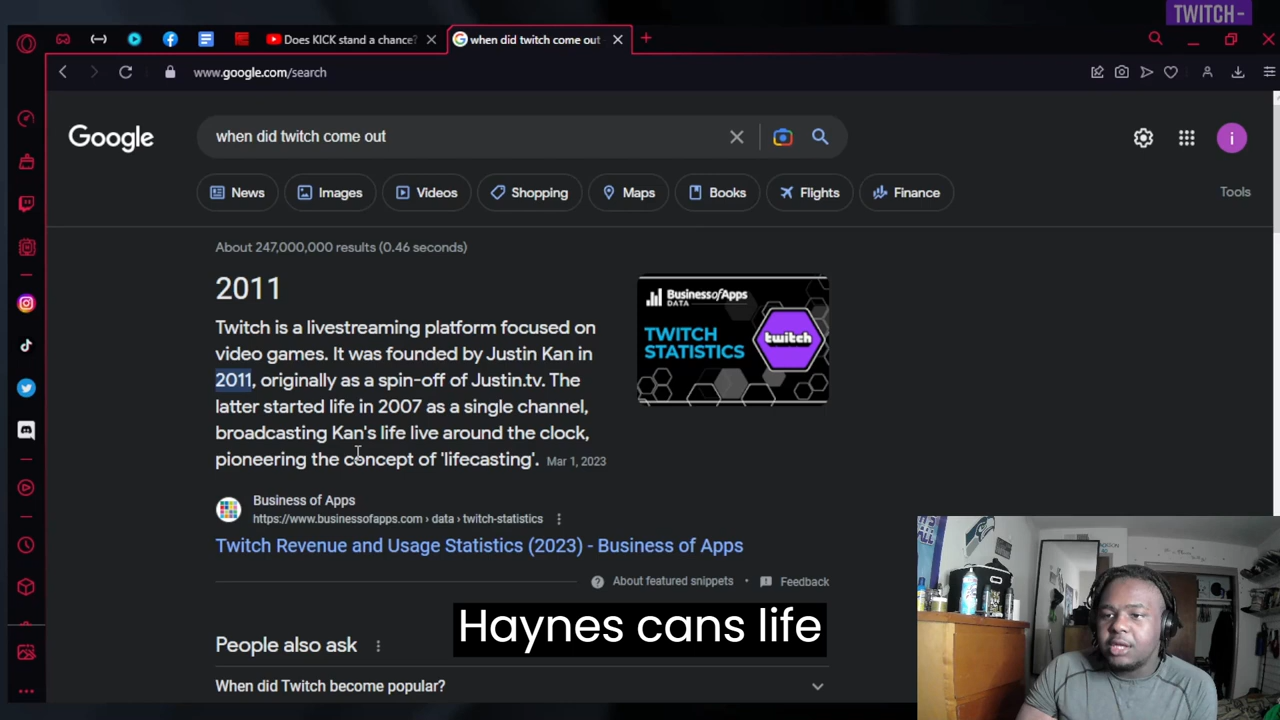 TWITCH-
Does KICK stand a chance?
when did twitch come out
www.google.com/search
Google
when did twitch come out
News
Images
Videos
Shopping
Maps
Books
Flights
Finance
Tools
i
About 247,000,000 results (0.46 seconds)
2011
Twitch is a livestreaming platform focused on
video games. It was founded by Justin Kan in
2011, originally as a spin-off of Justin.tv. The
latter started life in 2007 as a single channel,
broadcasting Kan's life live around the clock,
pioneering the concept of 'lifecasting'. Mar 1, 2023
BusinessofApps
DATA
TWITCH
STATISTICS
twitch
Business of Apps
https://www.businessofapps.com › data › twitch-statistics
Twitch Revenue and Usage Statistics (2023) - Business of Apps
About featured snippets
•
Feedback
Haynes cans life
People also ask
When did Twitch become popular?